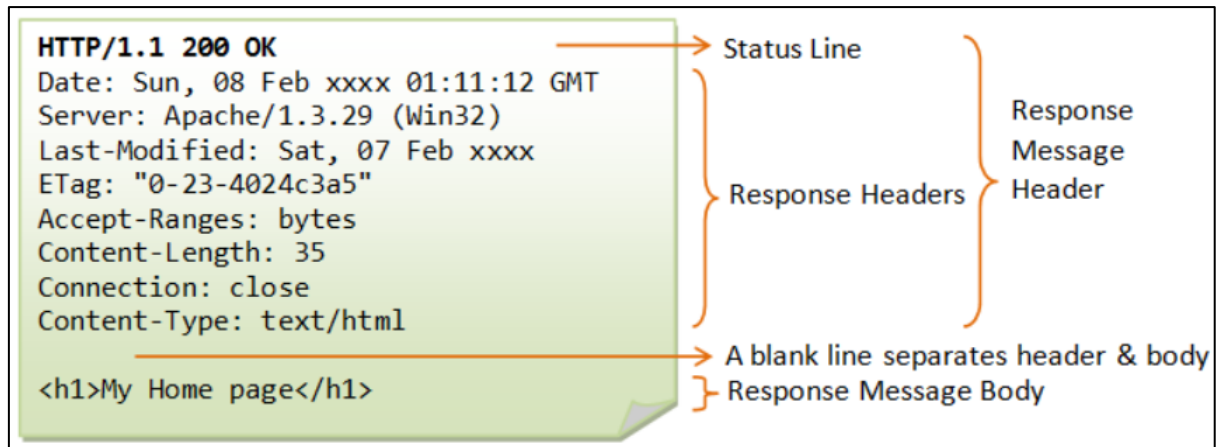 HTTP/1.1 200 OK
Date: Sun, 08 Feb xxxx 01:11:12 GMT
Server: Apache/1.3.29 (Win32)
Last-Modified: Sat, 07 Feb xxxx
ETag: "0-23-4024c3a5"
Accept-Ranges: bytes
Content-Length: 35
Connection: close
Content-Type: text/html
<h1>My Home page</h1>
Status Line
Response Headers
Response
Message
Header
A blank line separates header & body
Response Message Body